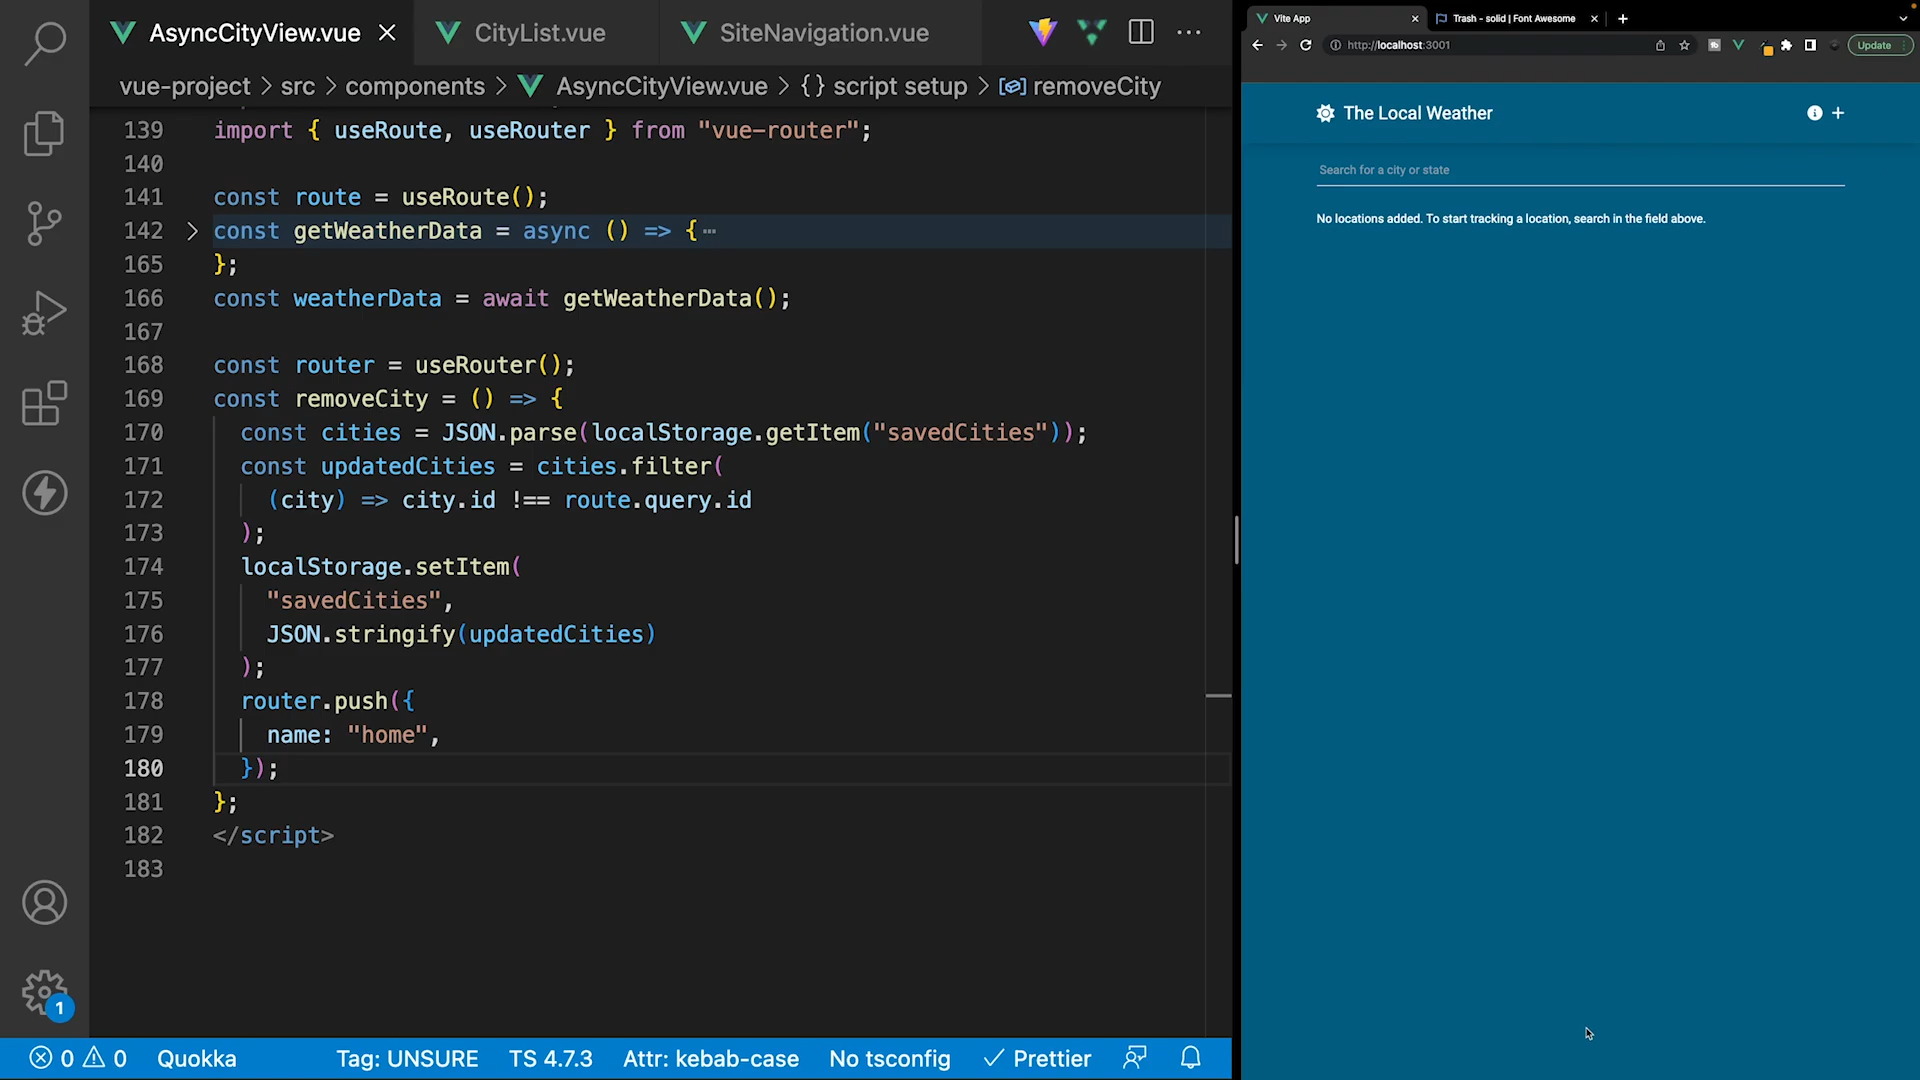 AsyncCityView.vue
CityList.vue
SiteNavigation.vue
vue-project > src > components > AsyncCityView.vue > {} script setup > removeCity
139 import { useRoute, useRouter } from "vue-router";
140
141 const route = useRoute();
142 const getWeatherData = async () => {…
165 };
166 const weatherData = await getWeatherData();
167
168 const router = useRouter();
169 const removeCity = () => {
170 const cities = JSON.parse(localStorage.getItem("savedCities"));
171 const updatedCities = cities.filter(
172 (city) => city.id !== route.query.id
173 );
174 localStorage.setItem(
175 "savedCities",
176 JSON.stringify(updatedCities)
177 );
178 router.push({
179 name: "home",
180 });
181 };
182 </script>
183
1
0 0 Quokka Tag: UNSURE TS 4.7.3 Attr: kebab-case No tsconfig Prettier
Vite App
Trash - solid | Font Awesome
http://localhost:3001
Update
The Local Weather
Search for a city or state
No locations added. To start tracking a location, search in the field above.